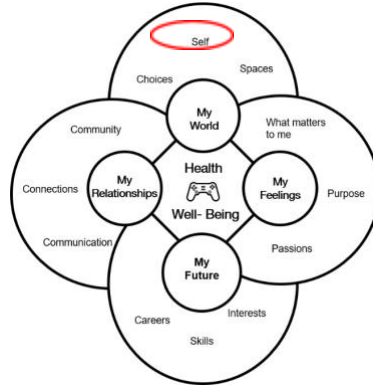 Self
Spaces
Choices
My
World
Community
What matters
to me
Health
Connections
My
Relationships
My
Feelings
Purpose
Well- Being
Communication
Passions
My
Future
Careers
Interests
Skills